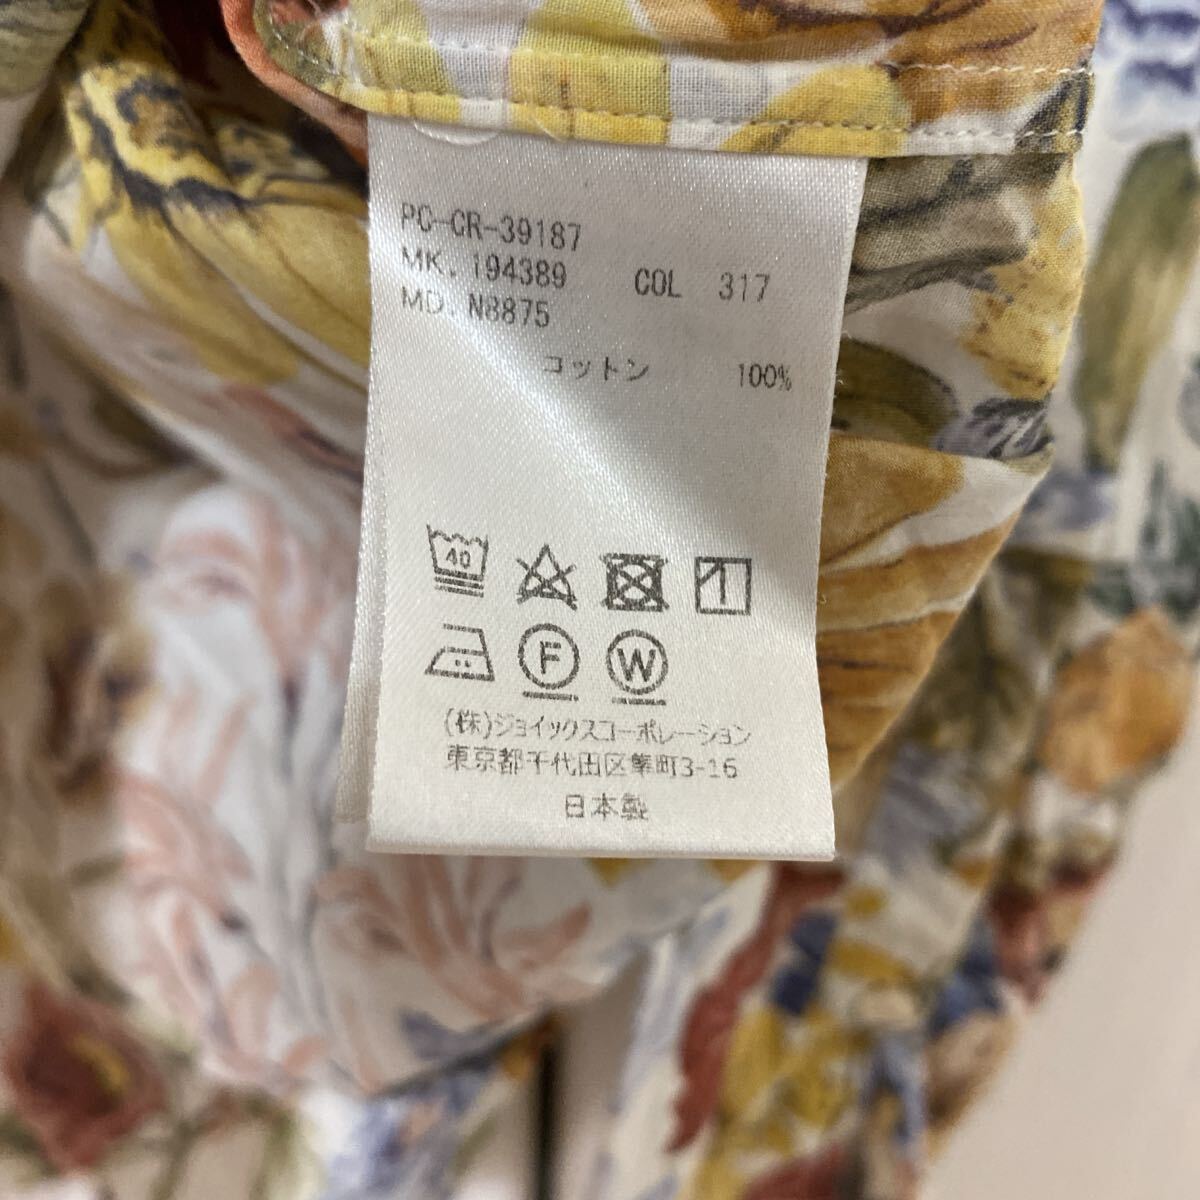 PC-CR-39187
MK. 194389 COL 317
MD. N8875
コットン 100%
40
F W
(株)ジョイックスコーポレーション
東京都千代田区隼町3-16
日本製